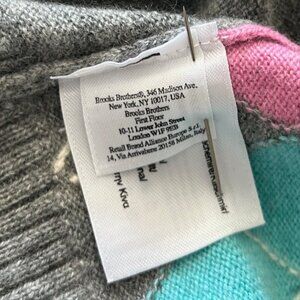 Brooks Brothers®, 346 Madison Ave,
New York, NY 10017, USA
Brooks Brothers
First Floor
10-11 Lower John Street
London W1F 9EB
Retail Brand Alliance Europe S.r.l.
14, Via Arrivabene 20158 Milan, Italy